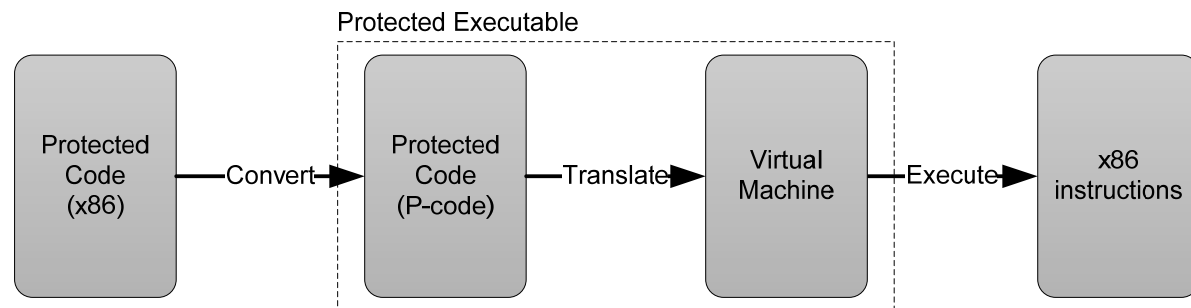 Protected Executable
Protected
Code
(x86)
Convert
Protected
Code
(P-code)
Translate
Virtual
Machine
Execute
x86
instructions